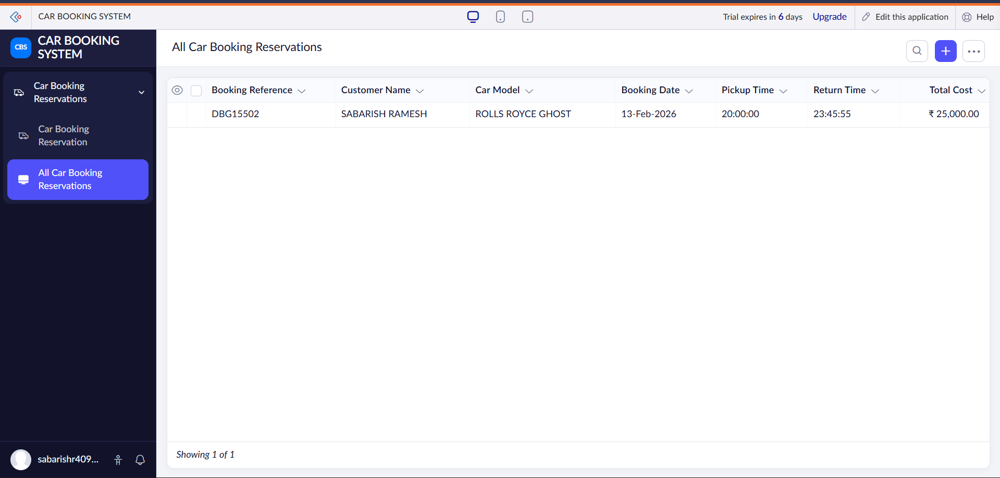 CAR BOOKING SYSTEM
Trial expires in 6 days
Upgrade
Edit this application
Help
CBS
CAR BOOKING
SYSTEM
Car Booking
Reservations
Car Booking
Reservation
All Car Booking
Reservations
sabarishr409...
All Car Booking Reservations
Booking Reference Customer Name Car Model Booking Date Pickup Time Return Time Total Cost
DBG15502 SABARISH RAMESH ROLLS ROYCE GHOST 13-Feb-2026 20:00:00 23:45:55 ₹ 25,000.00
Showing 1 of 1